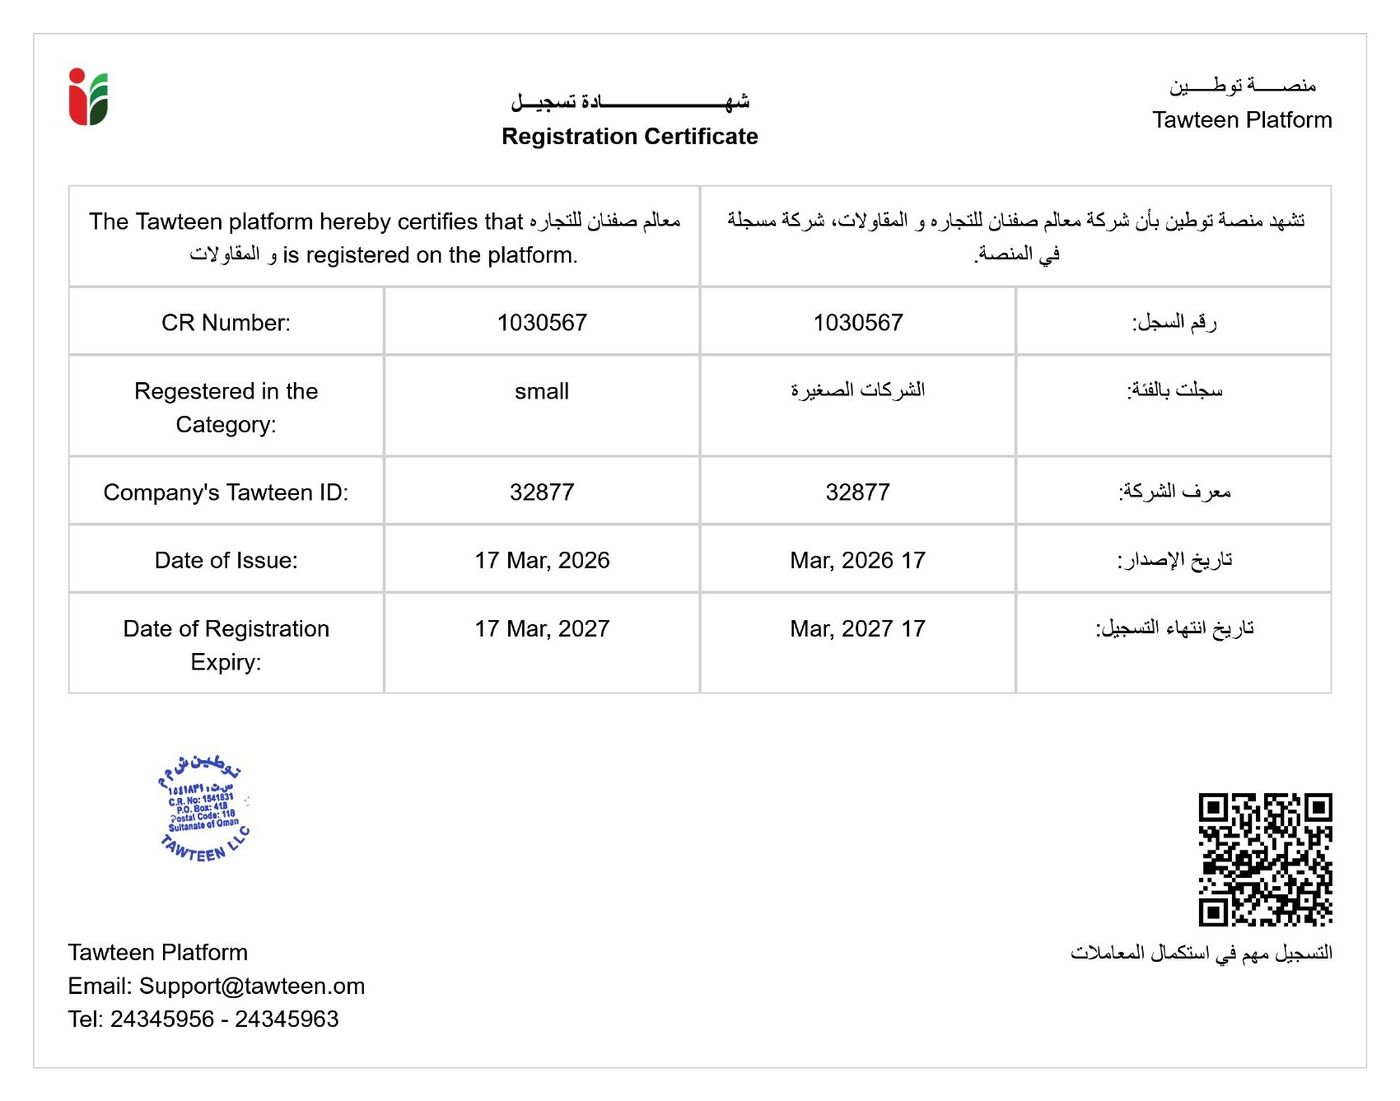 منصة توطين
Tawteen Platform
شهادة تسجيل
Registration Certificate
The Tawteen platform hereby certifies that معالم صفنان للتجاره
و المقاولات is registered on the platform.
تشهد منصة توطين بأن شركة معالم صفنان للتجاره و المقاولات، شركة مسجلة
في المنصة.
CR Number: 1030567 1030567 رقم السجل:
Regestered in the
Category: small الشركات الصغيرة سجلت بالفئة:
Company's Tawteen ID: 32877 32877 معرف الشركة:
Date of Issue: 17 Mar, 2026 Mar, 2026 17 تاريخ الإصدار:
Date of Registration
Expiry: 17 Mar, 2027 Mar, 2027 17 تاريخ انتهاء التسجيل:
توطين ش م م
س.ت: ١٥٤١٨٣١
C.R. No: 1541831
P.O. Box: 418
Postal Code: 118
Sultanate of Oman
TAWTEEN LLC
التسجيل مهم في استكمال المعاملات
Tawteen Platform
Email: Support@tawteen.om
Tel: 24345956 - 24345963